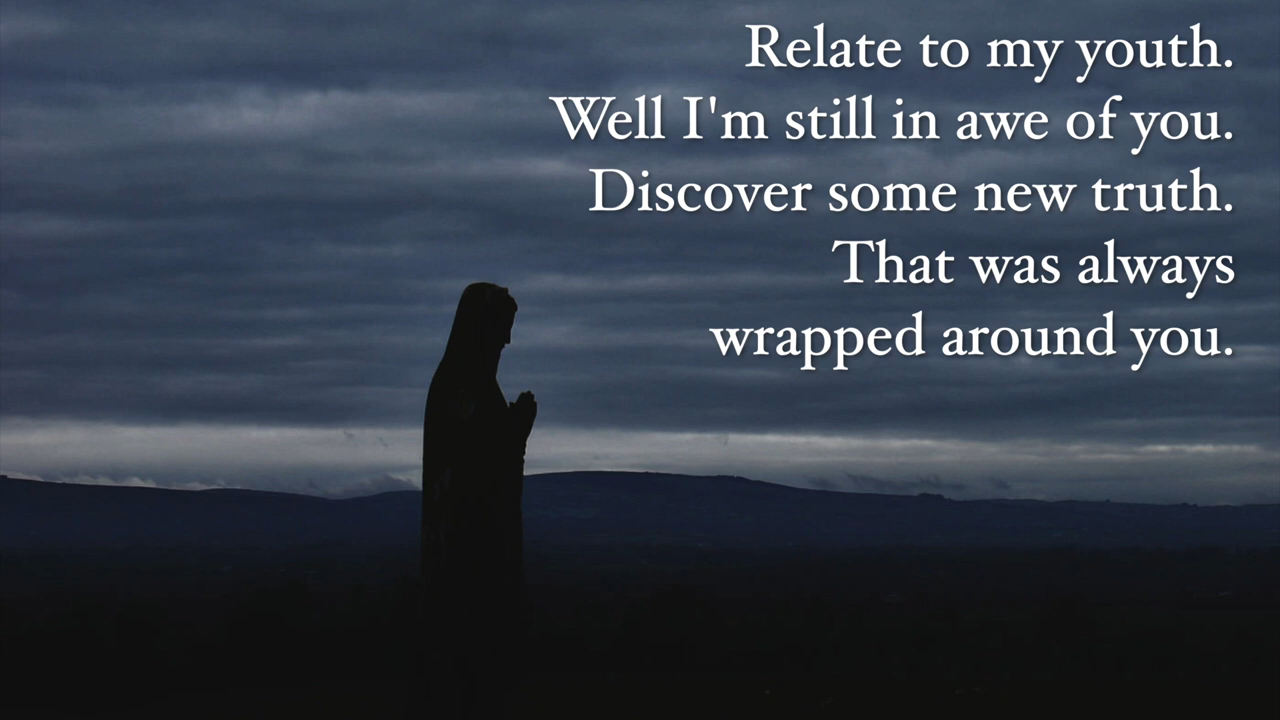 Relate to my youth.
Well I'm still in awe of you.
Discover some new truth.
That was always
wrapped around you.